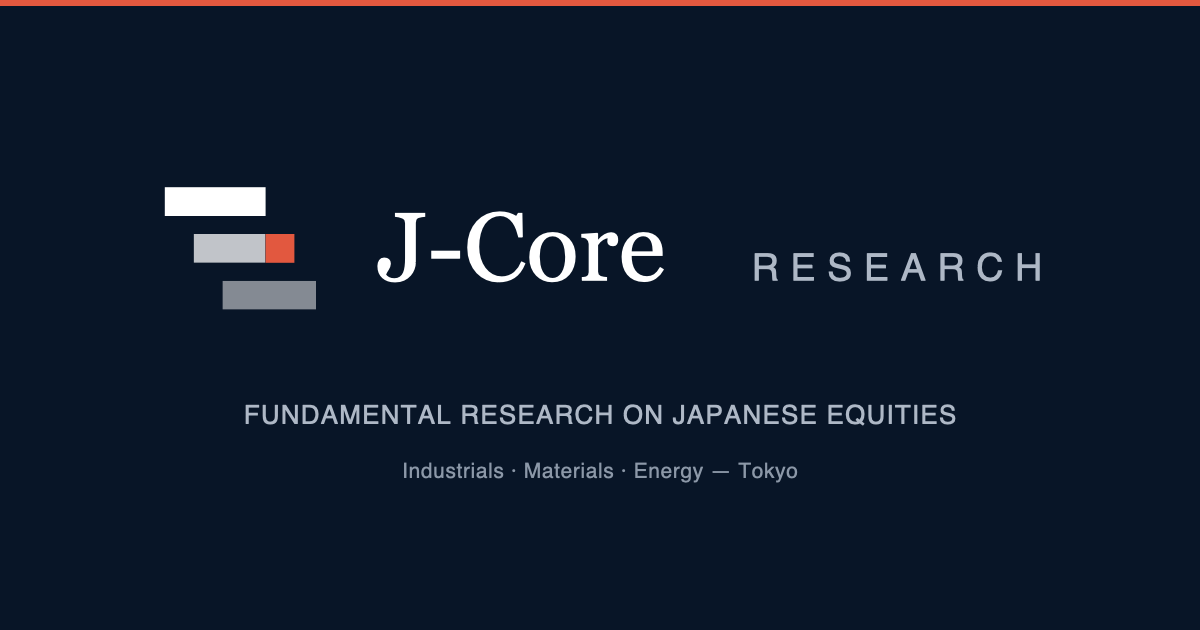 J-Core RESEARCH
FUNDAMENTAL RESEARCH ON JAPANESE EQUITIES
Industrials · Materials · Energy — Tokyo